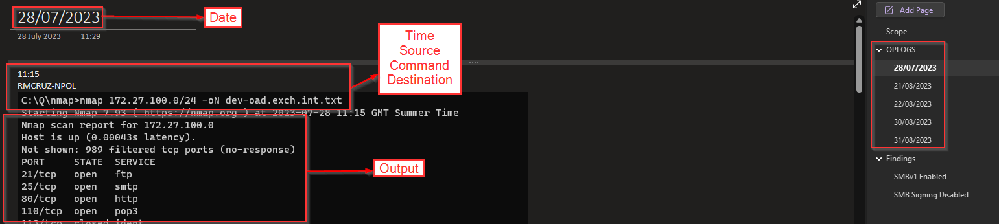 28/07/2023
Date
28 July 2023 11:29
Time
Source
Command
Destination
11:15
RMCRUZ-NPOL
C:\Q\nmap>nmap 172.27.100.0/24 -oN dev-oad.exch.int.txt
Starting Nmap 7.93 ( https://nmap.org ) at 2023-07-28 11:15 GMT Summer Time
Nmap scan report for 172.27.100.0
Host is up (0.00043s latency).
Not shown: 989 filtered tcp ports (no-response)
PORT STATE SERVICE
21/tcp open ftp
25/tcp open smtp
80/tcp open http
110/tcp open pop3
113/tcp closed ident
Output
Add Page
Scope
OPLOGS
28/07/2023
21/08/2023
22/08/2023
30/08/2023
31/08/2023
Findings
SMBv1 Enabled
SMB Signing Disabled